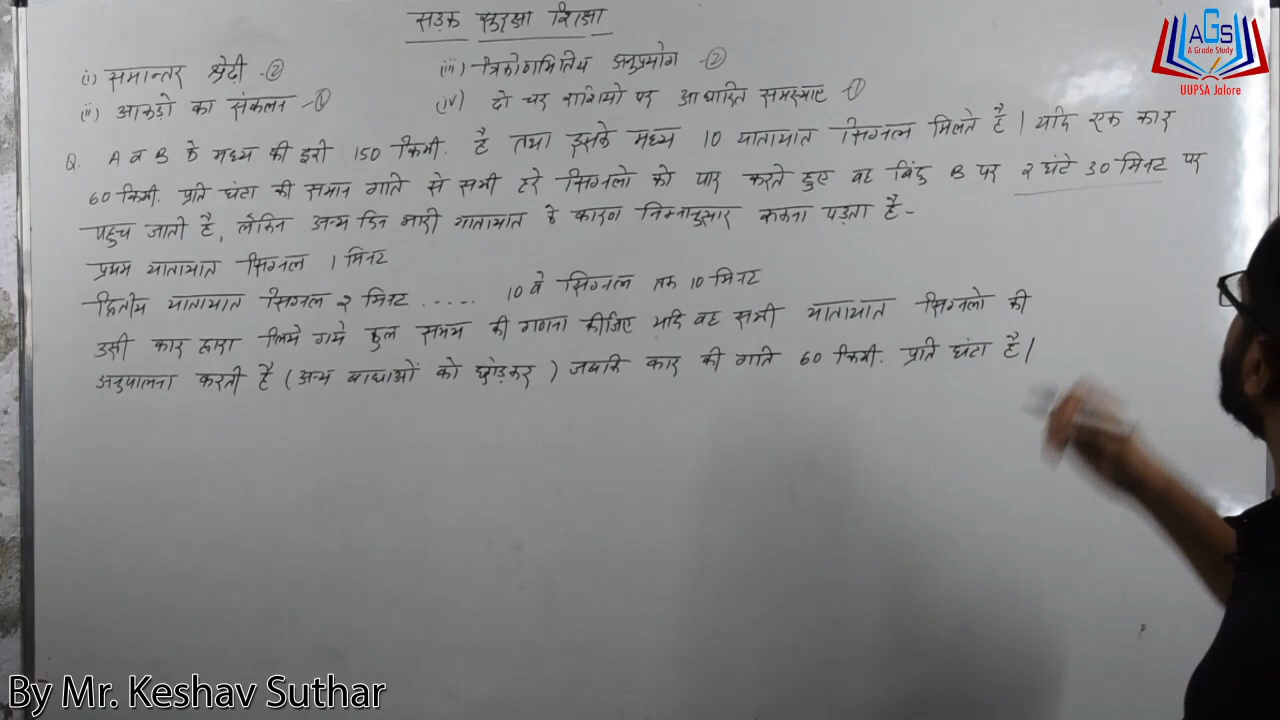 सड़क सुरक्षा शिक्षा
(i) समान्तर श्रेढ़ी -②
(iii) त्रिकोणमितिय अनुप्रयोग -②
(ii) आकड़ो का संकलन -①
(iv) दो चर राशियो पर आधारित समस्याए -①
Q. A व B के मध्य की दूरी 150 किमी. है तथा इसके मध्य 10 यातायात सिग्नल मिलते है। यदि एक कार
60 किमी. प्रति घंटा की समान गति से सभी हरे सिग्नलो को पार करते हुए वह बिंदु B पर 2 घंटे 30 मिनट पर
पहुच जाती है, लेकिन अन्य दिन भारी यातायात के कारण निम्नानुसार रूकना पड़ता है -
प्रथम यातायात सिग्नल 1 मिनट
द्वितीय यातायात सिग्नल 2 मिनट ..... 10 वे सिग्नल तक 10 मिनट
उसी कार द्वारा लिये गये कुल समय की गणना कीजिए यदि वह सभी यातायात सिग्नलो की
अनुपालना करती है (अन्य बाधाओं को छोड़कर) जबकि कार की गति 60 किमी. प्रति घंटा है।
AGS
A Grade Study
UUPSA Jalore
By Mr. Keshav Suthar